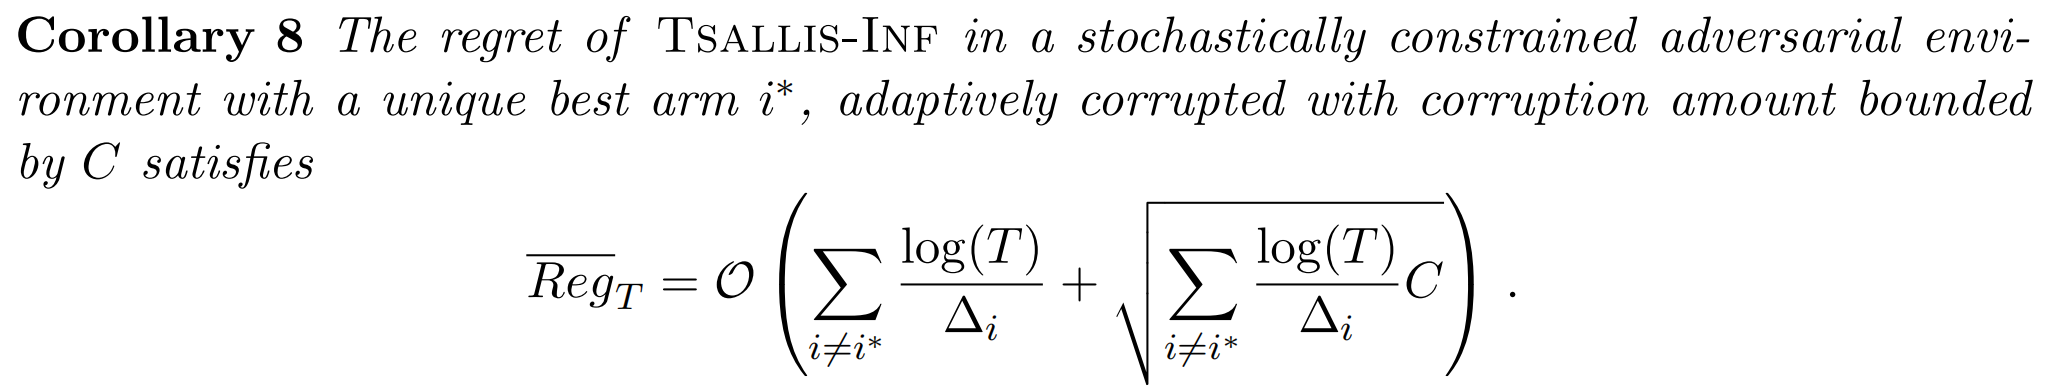 Corollary 8 The regret of TSALLIS-INF in a stochastically constrained adversarial envi-
ronment with a unique best arm i*, adaptively corrupted with corruption amount bounded
by C satisfies
$\overline{Reg}_T = \mathcal{O}\left(\sum_{i \neq i^*} \frac{\log(T)}{\Delta_i} + \sqrt{\sum_{i \neq i^*} \frac{\log(T)}{\Delta_i} C}\right).$